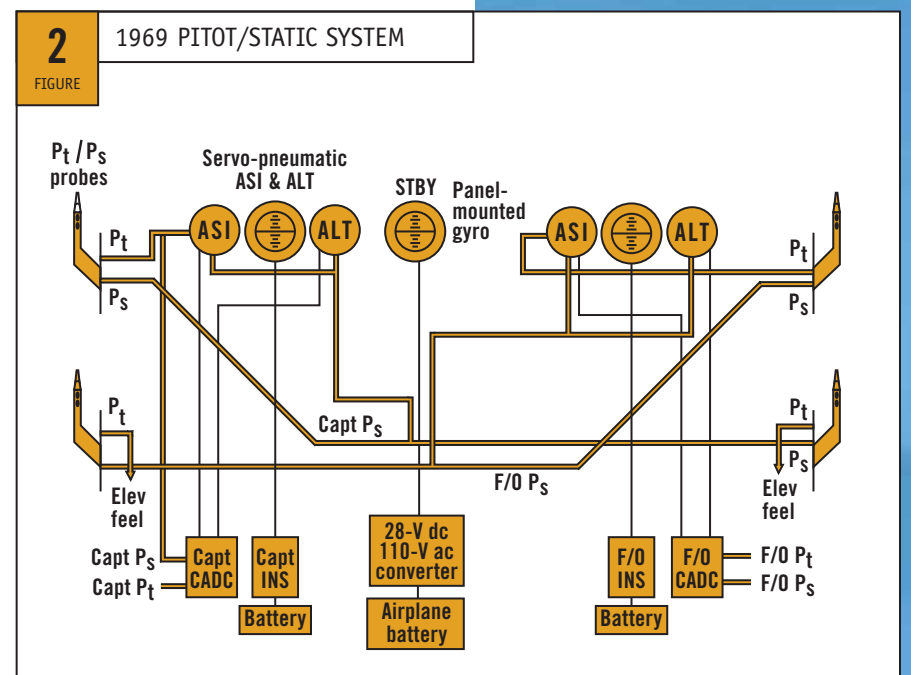 2
FIGURE
1969 PITOT/STATIC SYSTEM
Pt / Ps
probes
Servo-pneumatic
ASI & ALT
STBY
Panel-
mounted
gyro
Pt
ASI
ALT
ASI
ALT
Pt
Ps
Ps
Pt
Capt Ps
Pt
Ps
F/O Ps
Elev
feel
Elev
feel
Capt Ps
Capt Pt
Capt
CADC
Capt
INS
Battery
28-V dc
110-V ac
converter
Airplane
battery
F/O
INS
Battery
F/O
CADC
F/O Pt
F/O Ps